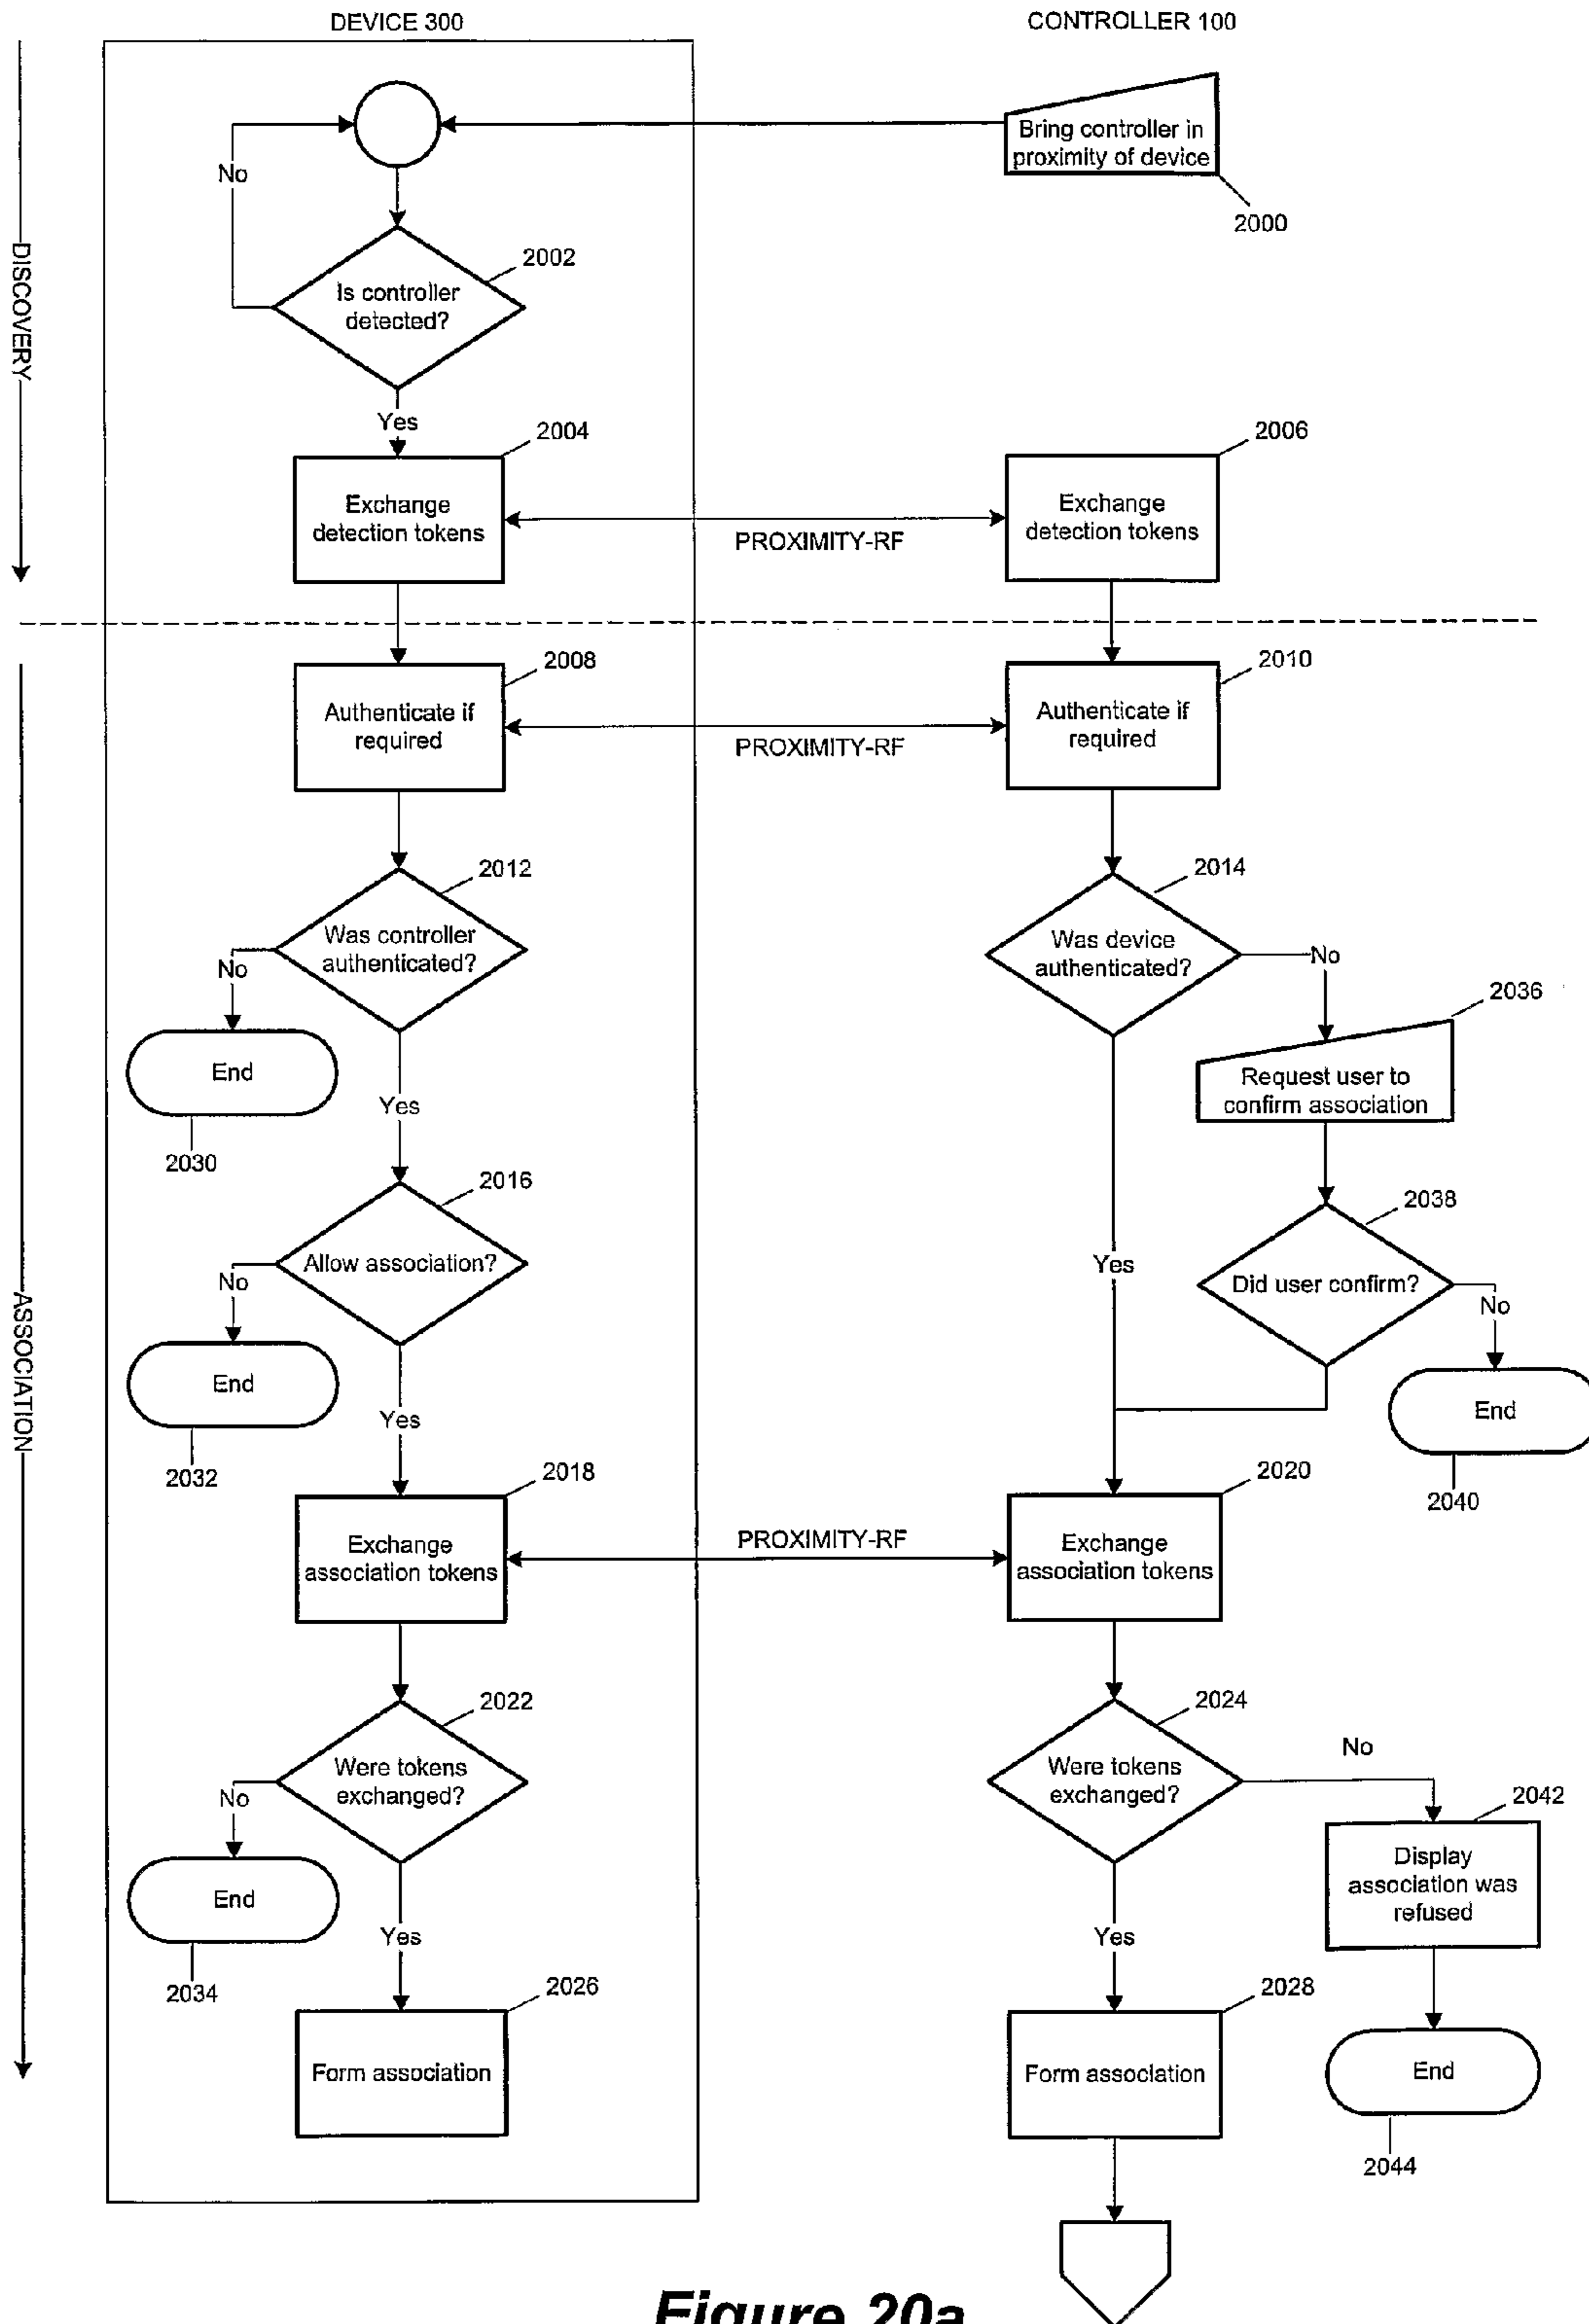 DEVICE 300
CONTROLLER 100
Bring controller in
proximity of device
2000
No
DISCOVERY
2002
Is controller
detected?
Yes
2004
2006
Exchange
detection tokens
PROXIMITY-RF
Exchange
detection tokens
2008
2010
Authenticate if
required
PROXIMITY-RF
Authenticate if
required
2012
2014
Was controller
authenticated?
No
Was device
authenticated?
No
2036
End
2030
Yes
Request user to
confirm association
2016
2038
Allow association?
No
Yes
Did user confirm?
No
ASSOCIATION
End
2032
Yes
End
2040
2018
2020
Exchange
association tokens
PROXIMITY-RF
Exchange
association tokens
2022
2024
Were tokens
exchanged?
No
Were tokens
exchanged?
No
2042
Display
association was
refused
End
2034
Yes
Yes
2026
2028
Form association
Form association
End
2044
Figure 20a